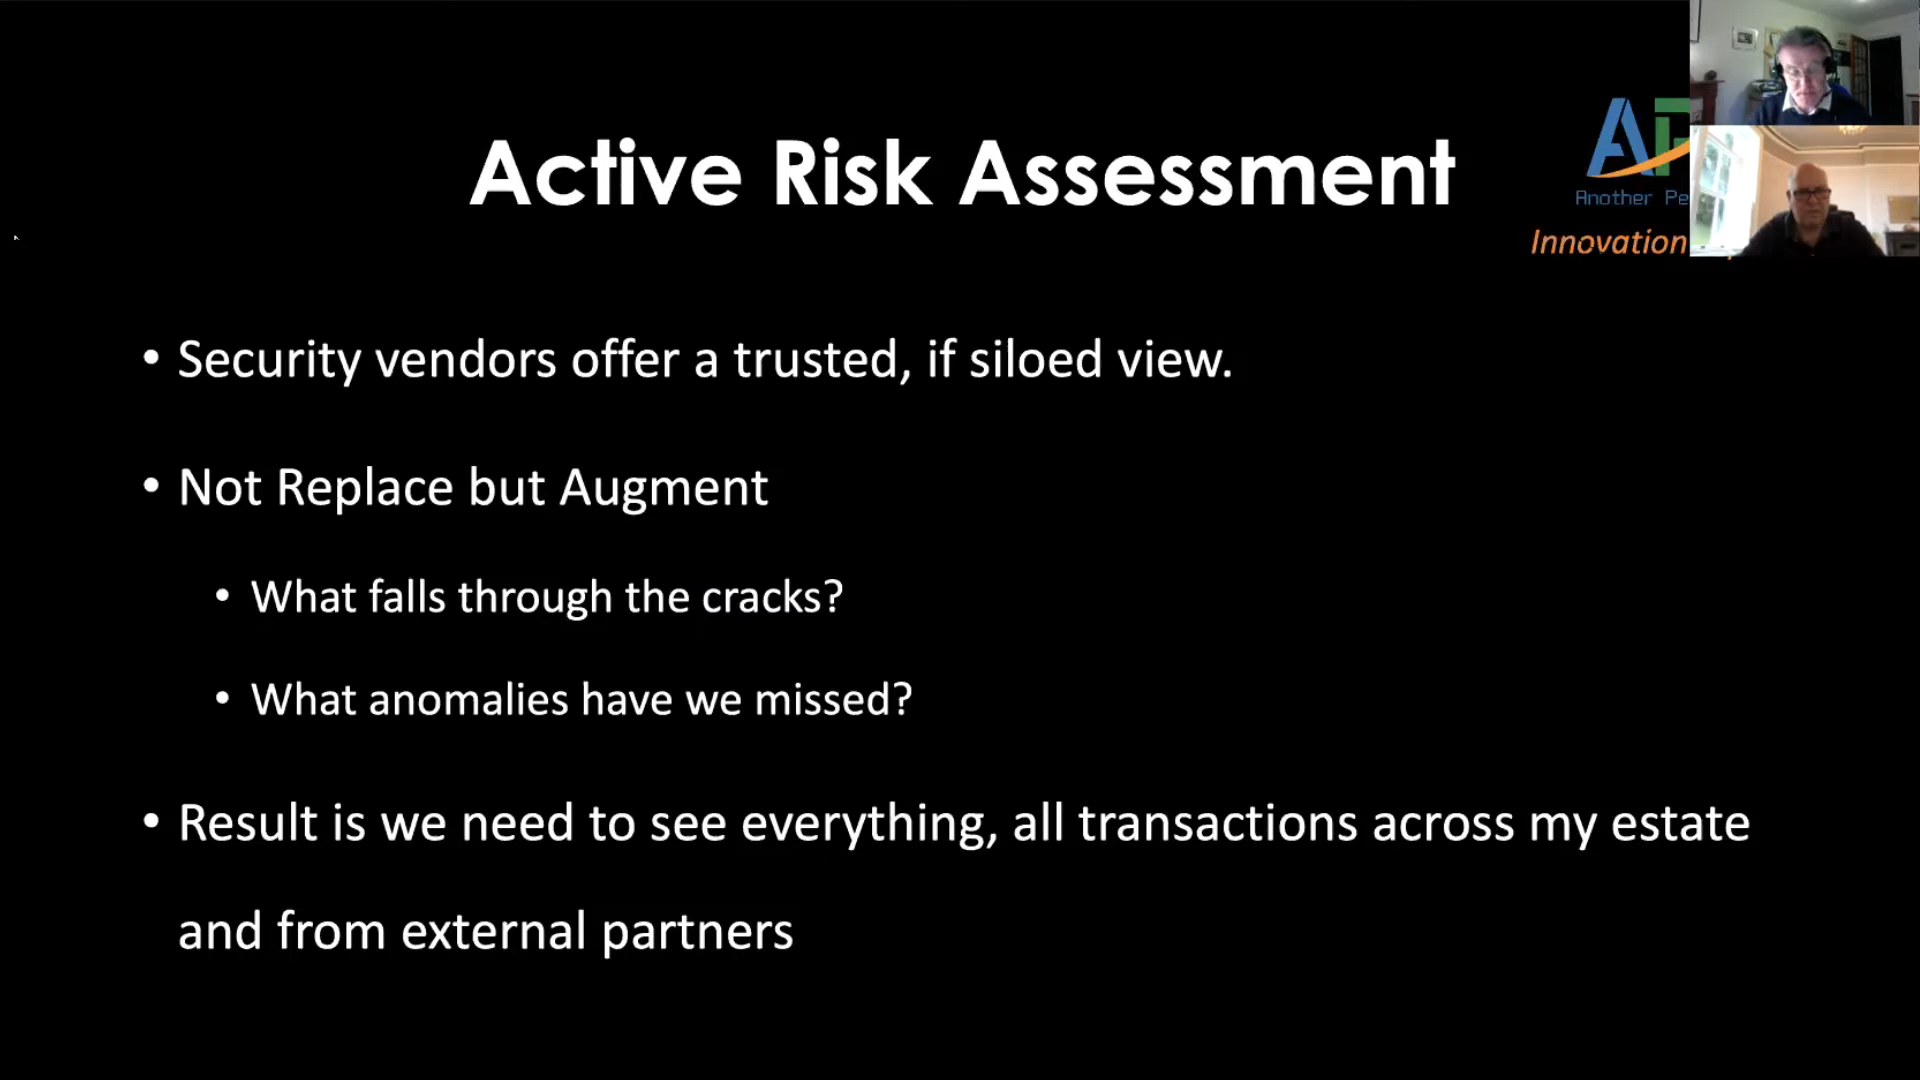 Active Risk Assessment
Another
Innovation
• Security vendors offer a trusted, if siloed view.
• Not Replace but Augment
• What falls through the cracks?
• What anomalies have we missed?
• Result is we need to see everything, all transactions across my estate
and from external partners